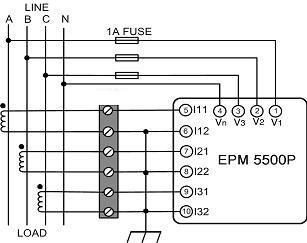 LINE
A B C N
1A FUSE
4 3 2 1
Vn V3 V2 V1
5 I11
6 I12
7 I21
8 I22
9 I31
10 I32
EPM 5500P
LOAD